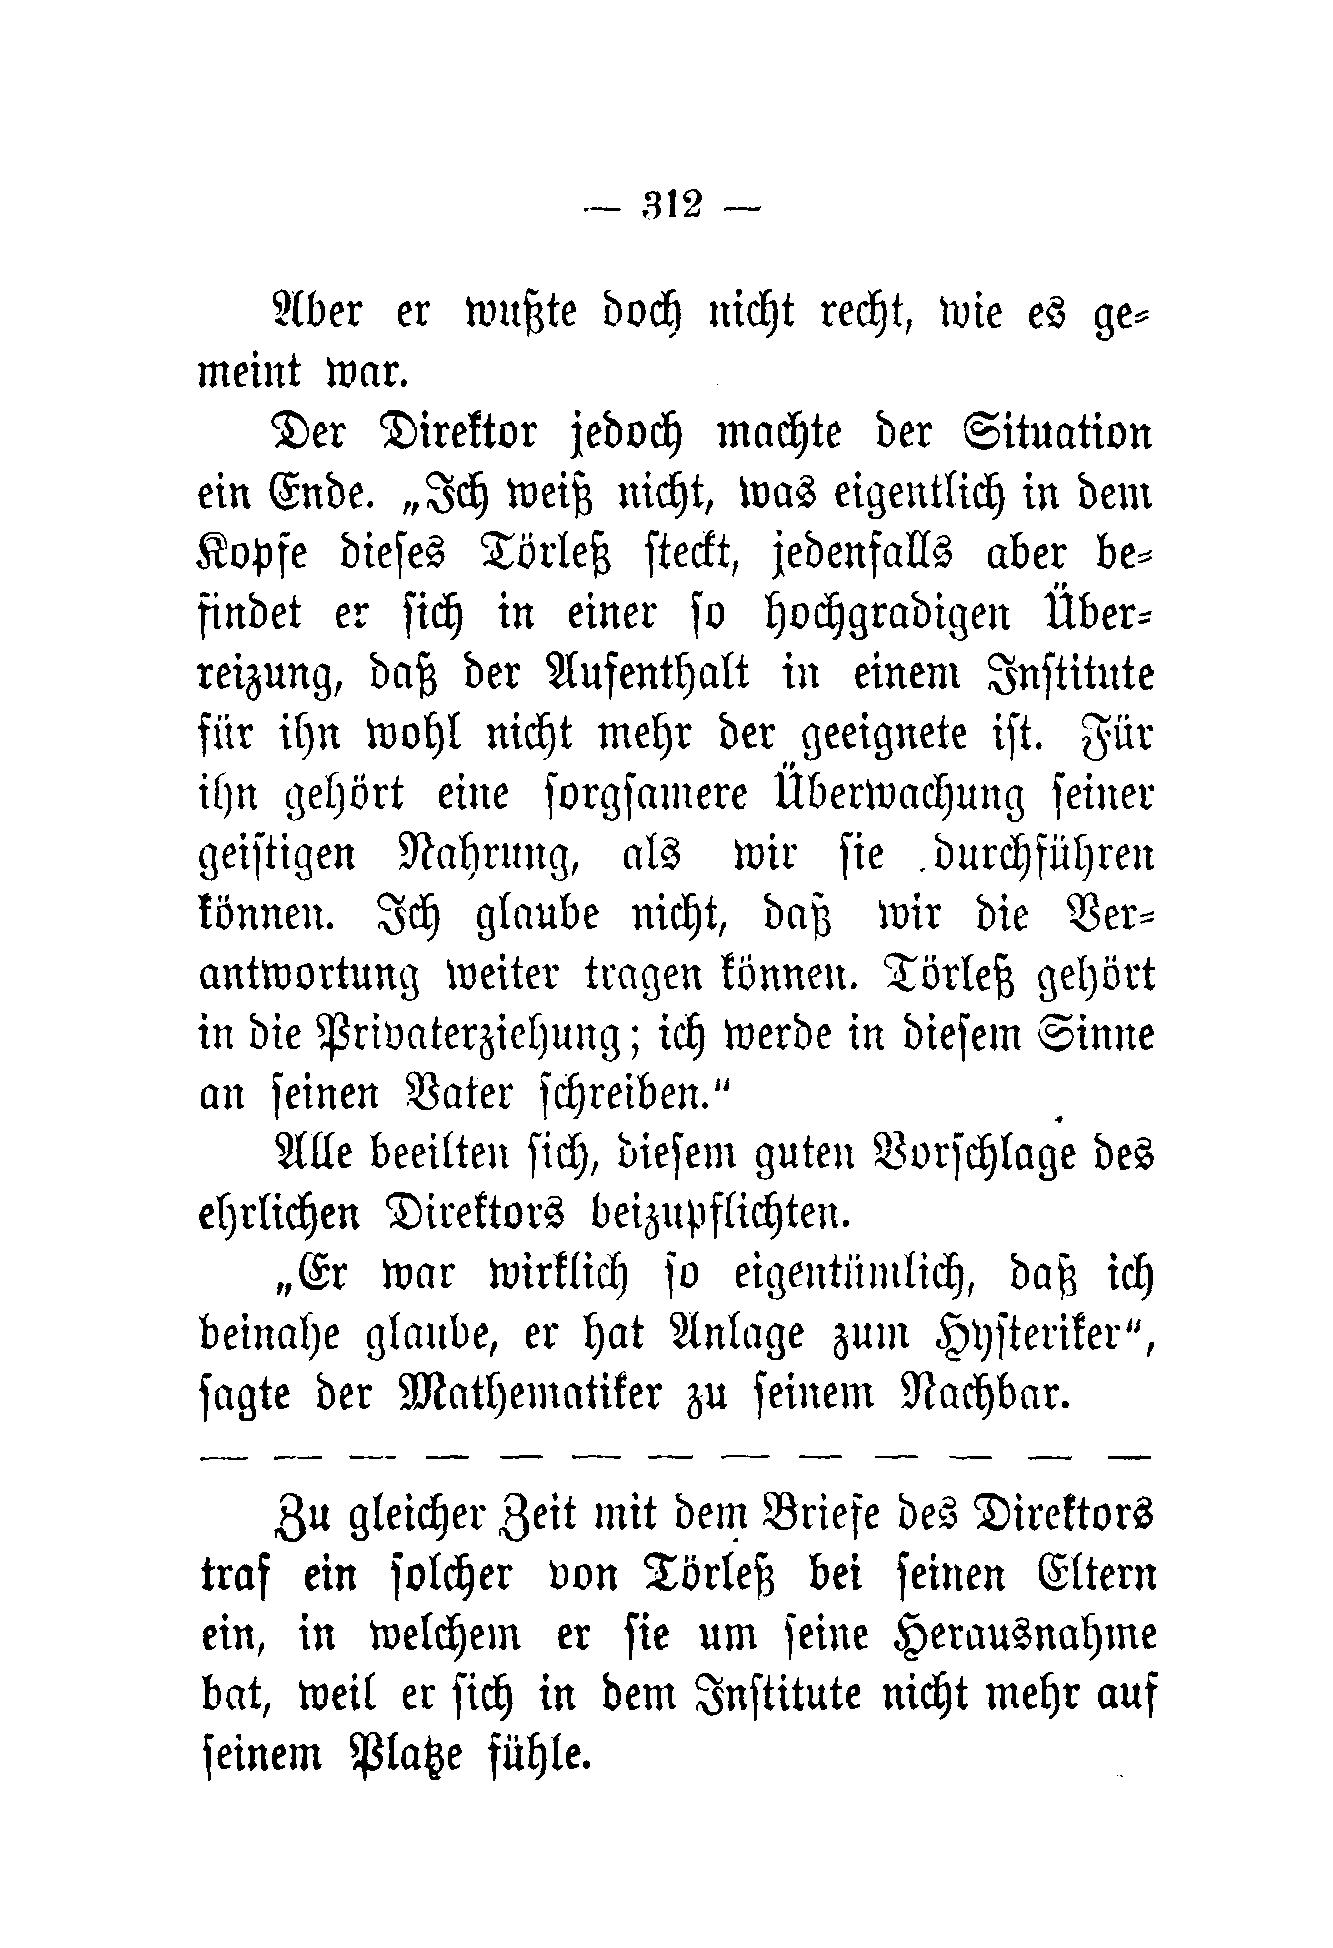 — 312 —
Aber er wußte doch nicht recht, wie es ge-
meint war.
Der Direktor jedoch machte der Situation
ein Ende. „Ich weiß nicht, was eigentlich in dem
Kopfe dieses Törleß steckt, jedenfalls aber be-
findet er sich in einer so hochgradigen Über-
reizung, daß der Aufenthalt in einem Institute
für ihn wohl nicht mehr der geeignete ist. Für
ihn gehört eine sorgsamere Überwachung seiner
geistigen Nahrung, als wir sie durchführen
können. Ich glaube nicht, daß wir die Ver-
antwortung weiter tragen können. Törleß gehört
in die Privaterziehung; ich werde in diesem Sinne
an seinen Vater schreiben.“
Alle beeilten sich, diesem guten Vorschlage des
ehrlichen Direktors beizupflichten.
„Er war wirklich so eigentümlich, daß ich
beinahe glaube, er hat Anlage zum Hysteriker“,
sagte der Mathematiker zu seinem Nachbar.
— — — — — — — — — — — — —
Zu gleicher Zeit mit dem Briefe des Direktors
traf ein solcher von Törleß bei seinen Eltern
ein, in welchem er sie um seine Herausnahme
bat, weil er sich in dem Institute nicht mehr auf
seinem Platze fühle.